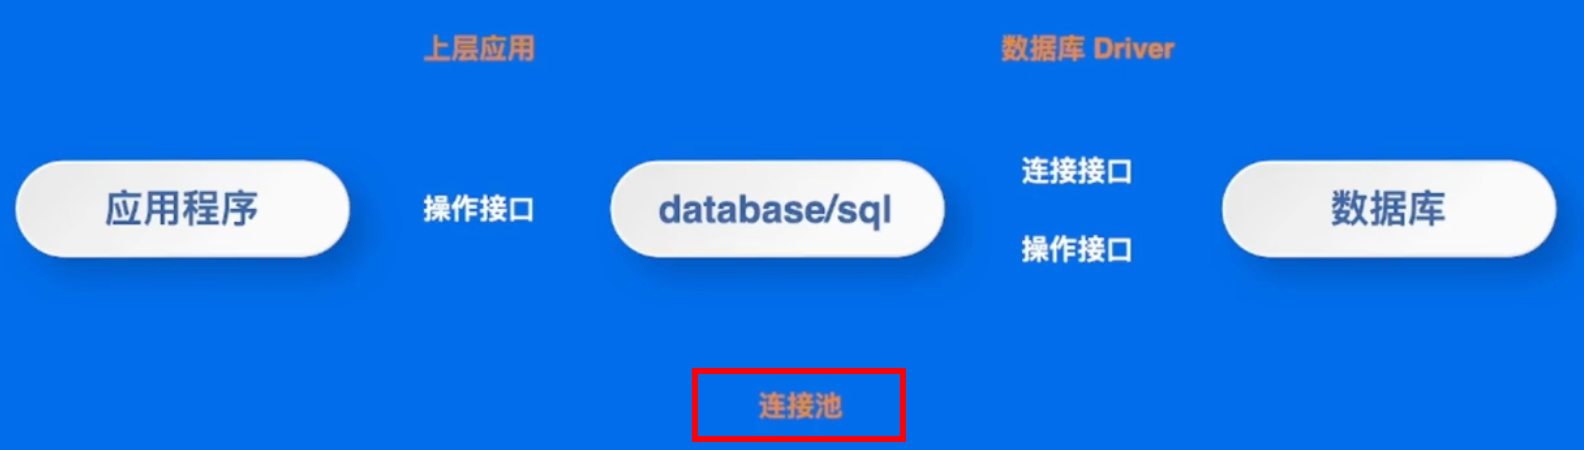 上层应用
数据库 Driver
应用程序
操作接口
database/sql
连接接口
操作接口
数据库
连接池